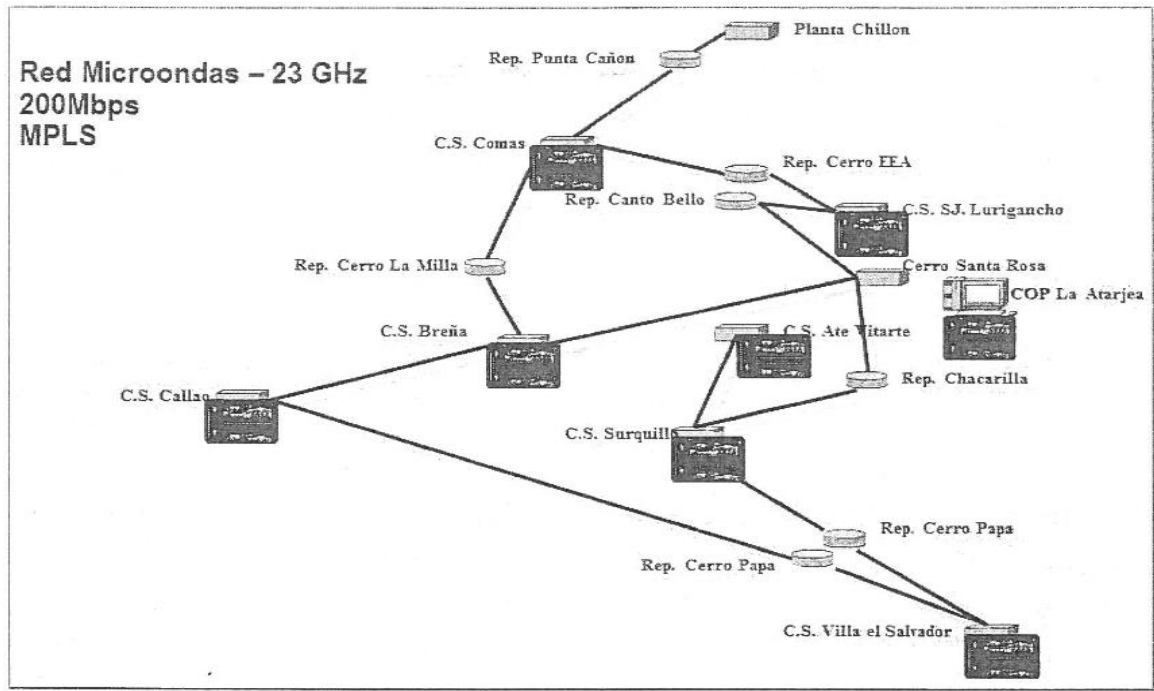 Red Microondas – 23 GHz
200Mbps
MPLS
Planta Chillon
Rep. Punta Cañon
C.S. Comas
Rep. Cerro EEA
Rep. Canto Bello
C.S. SJ. Lurigancho
Rep. Cerro La Milla
Cerro Santa Rosa
COP La Atarjea
C.S. Breña
C.S. Ate Vitarte
Rep. Chacarilla
C.S. Callao
C.S. Surquillo
Rep. Cerro Papa
Rep. Cerro Papa
C.S. Villa el Salvador